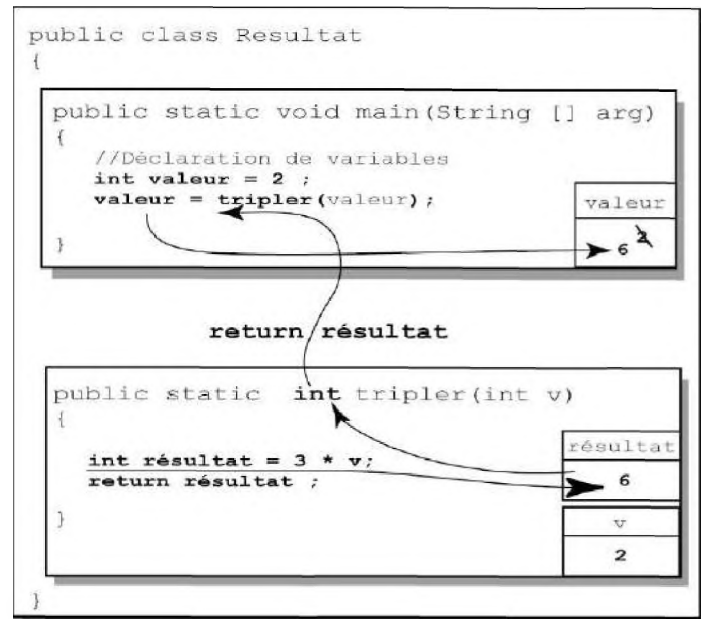 public class Resultat
{
public static void main(String [] arg)
{
//Déclaration de variables
int valeur = 2 ;
valeur = tripler(valeur);
valeur
6 2
}
return résultat
public static int tripler(int v)
{
résultat
int résultat = 3 * v;
6
return résultat ;
}
v
2
}